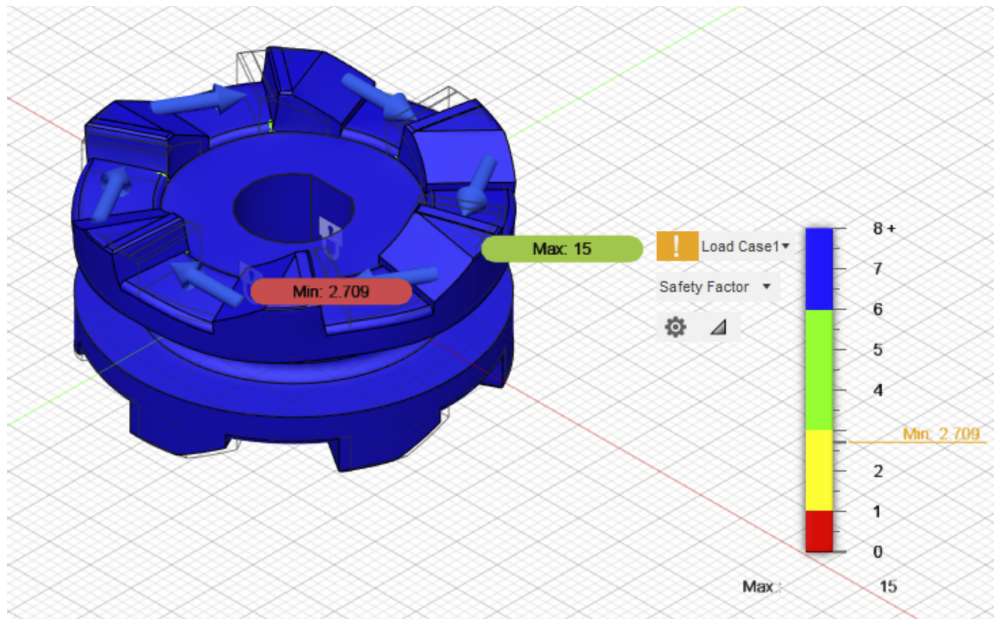 Max: 15
Min: 2.709
! Load Case1
Safety Factor
8 +
7
6
5
4
Min: 2.709
2
1
0
Max.: 15